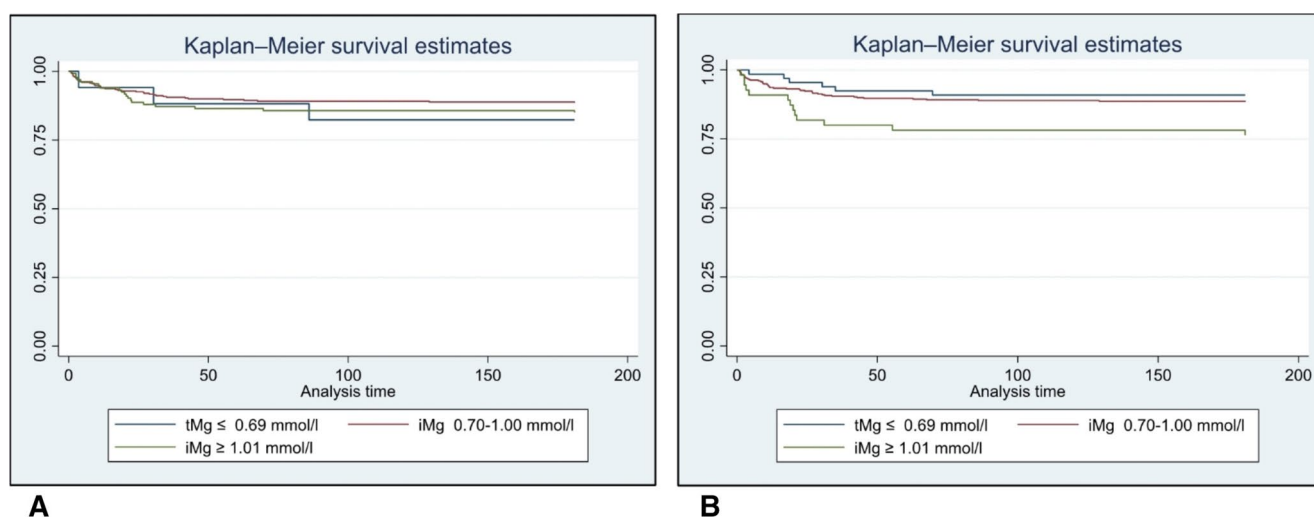 Kaplan–Meier survival estimates
1.00
0.75
0.50
0.25
0.00
0 50 100 150 200
Analysis time
tMg ≤ 0.69 mmol/l iMg 0.70-1.00 mmol/l
iMg ≥ 1.01 mmol/l
A
Kaplan–Meier survival estimates
1.00
0.75
0.50
0.25
0.00
0 50 100 150 200
Analysis time
tMg ≤ 0.69 mmol/l iMg 0.70-1.00 mmol/l
iMg ≥ 1.01 mmol/l
B